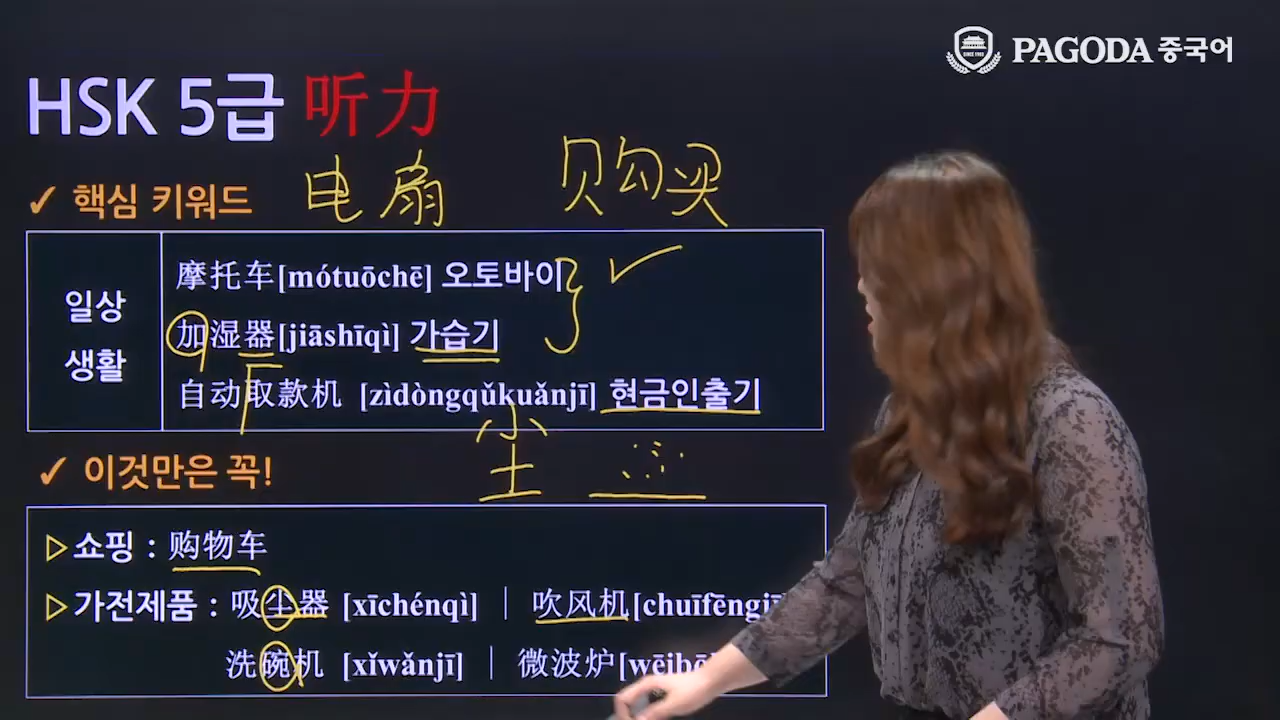 PAGODA 중국어
HSK 5급 听力
✓ 핵심 키워드 电扇 购买
일상 생활
摩托车[mótuōchē] 오토바이
加湿器[jiāshīqì] 가습기
自动取款机 [zìdòngqǔkuǎnjī] 현금인출기
✓ 이것만은 꼭! 尘
▷ 쇼핑 : 购物车
▷ 가전제품 : 吸尘器 [xīchénqì] | 吹风机[chuīfēngjī
洗碗机 [xǐwǎnjī] | 微波炉[wēibō